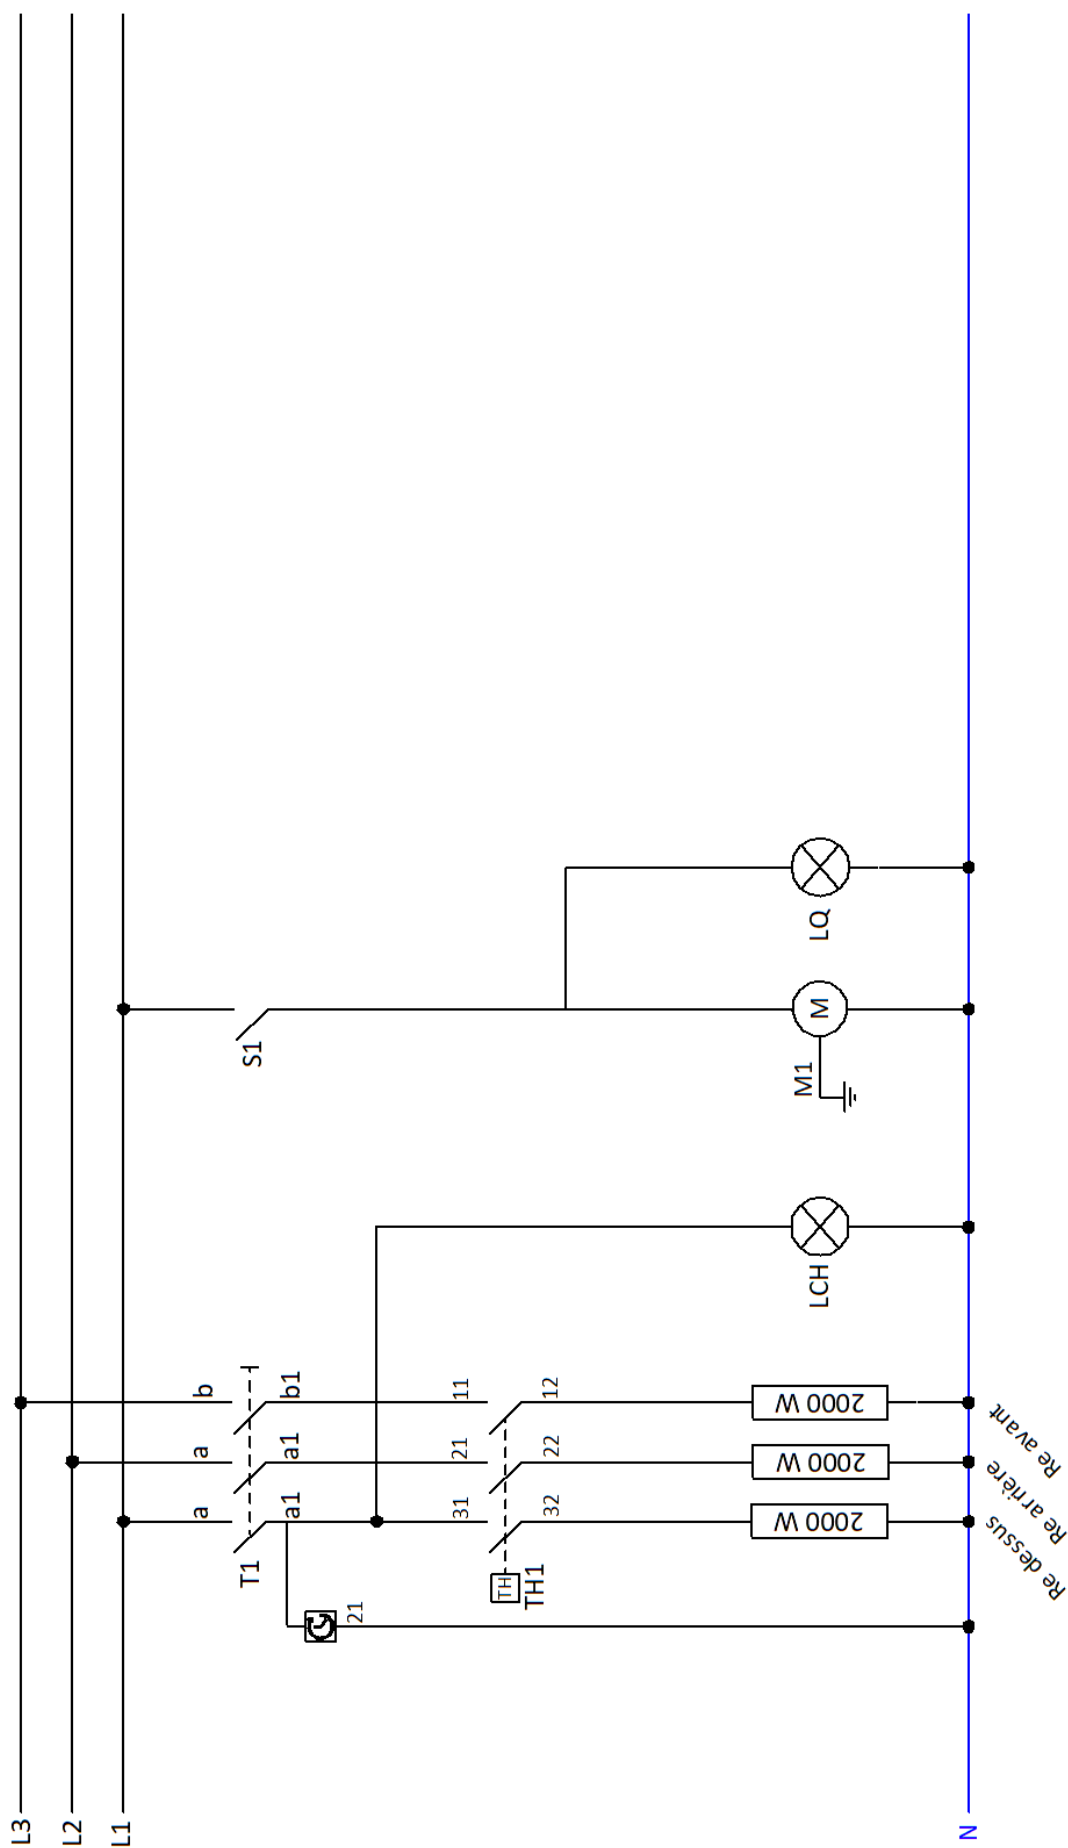 L3
L2
L1
b
b1
a
a1
a
a1
T1
11
12
21
22
31
32
TH
TH1
21
S1
LQ
M
M1
LCH
2000 W
2000 W
2000 W
Re avant
Re arrière
Re dessus
N